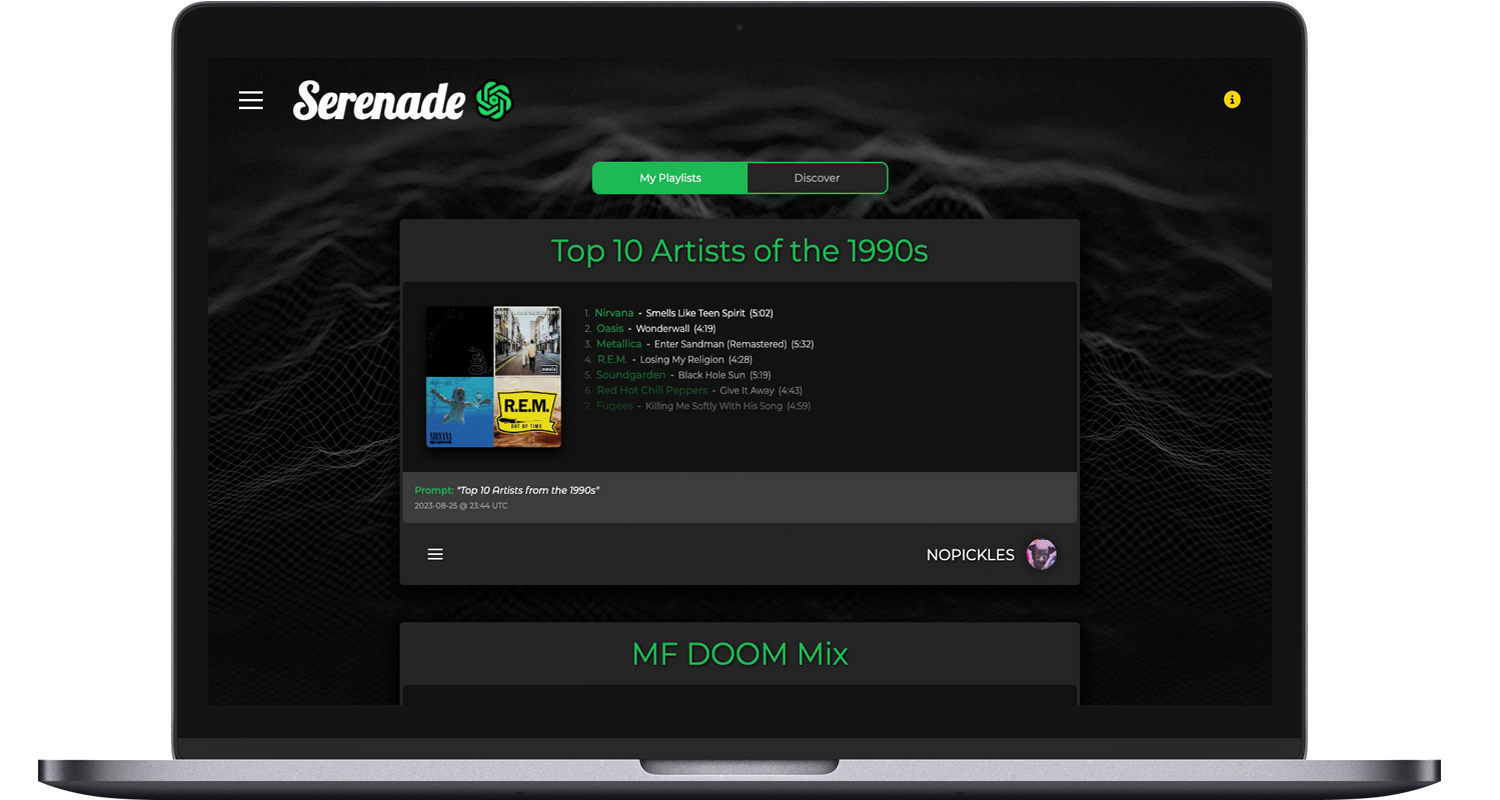 Serenade
My Playlists
Discover
Top 10 Artists of the 1990s
1. Nirvana - Smells Like Teen Spirit (5:02)
2. Oasis - Wonderwall (4:19)
3. Metallica - Enter Sandman (Remastered) (5:32)
4. R.E.M. - Losing My Religion (4:28)
5. Soundgarden - Black Hole Sun (5:19)
6. Red Hot Chili Peppers - Give It Away (4:43)
7. Fugees - Killing Me Softly With His Song (4:59)
oasis
NIRVANA
R.E.M.
OUT OF TIME
Prompt: "Top 10 Artists from the 1990s"
2023-08-25 @ 23:44 UTC
NOPICKLES
MF DOOM Mix